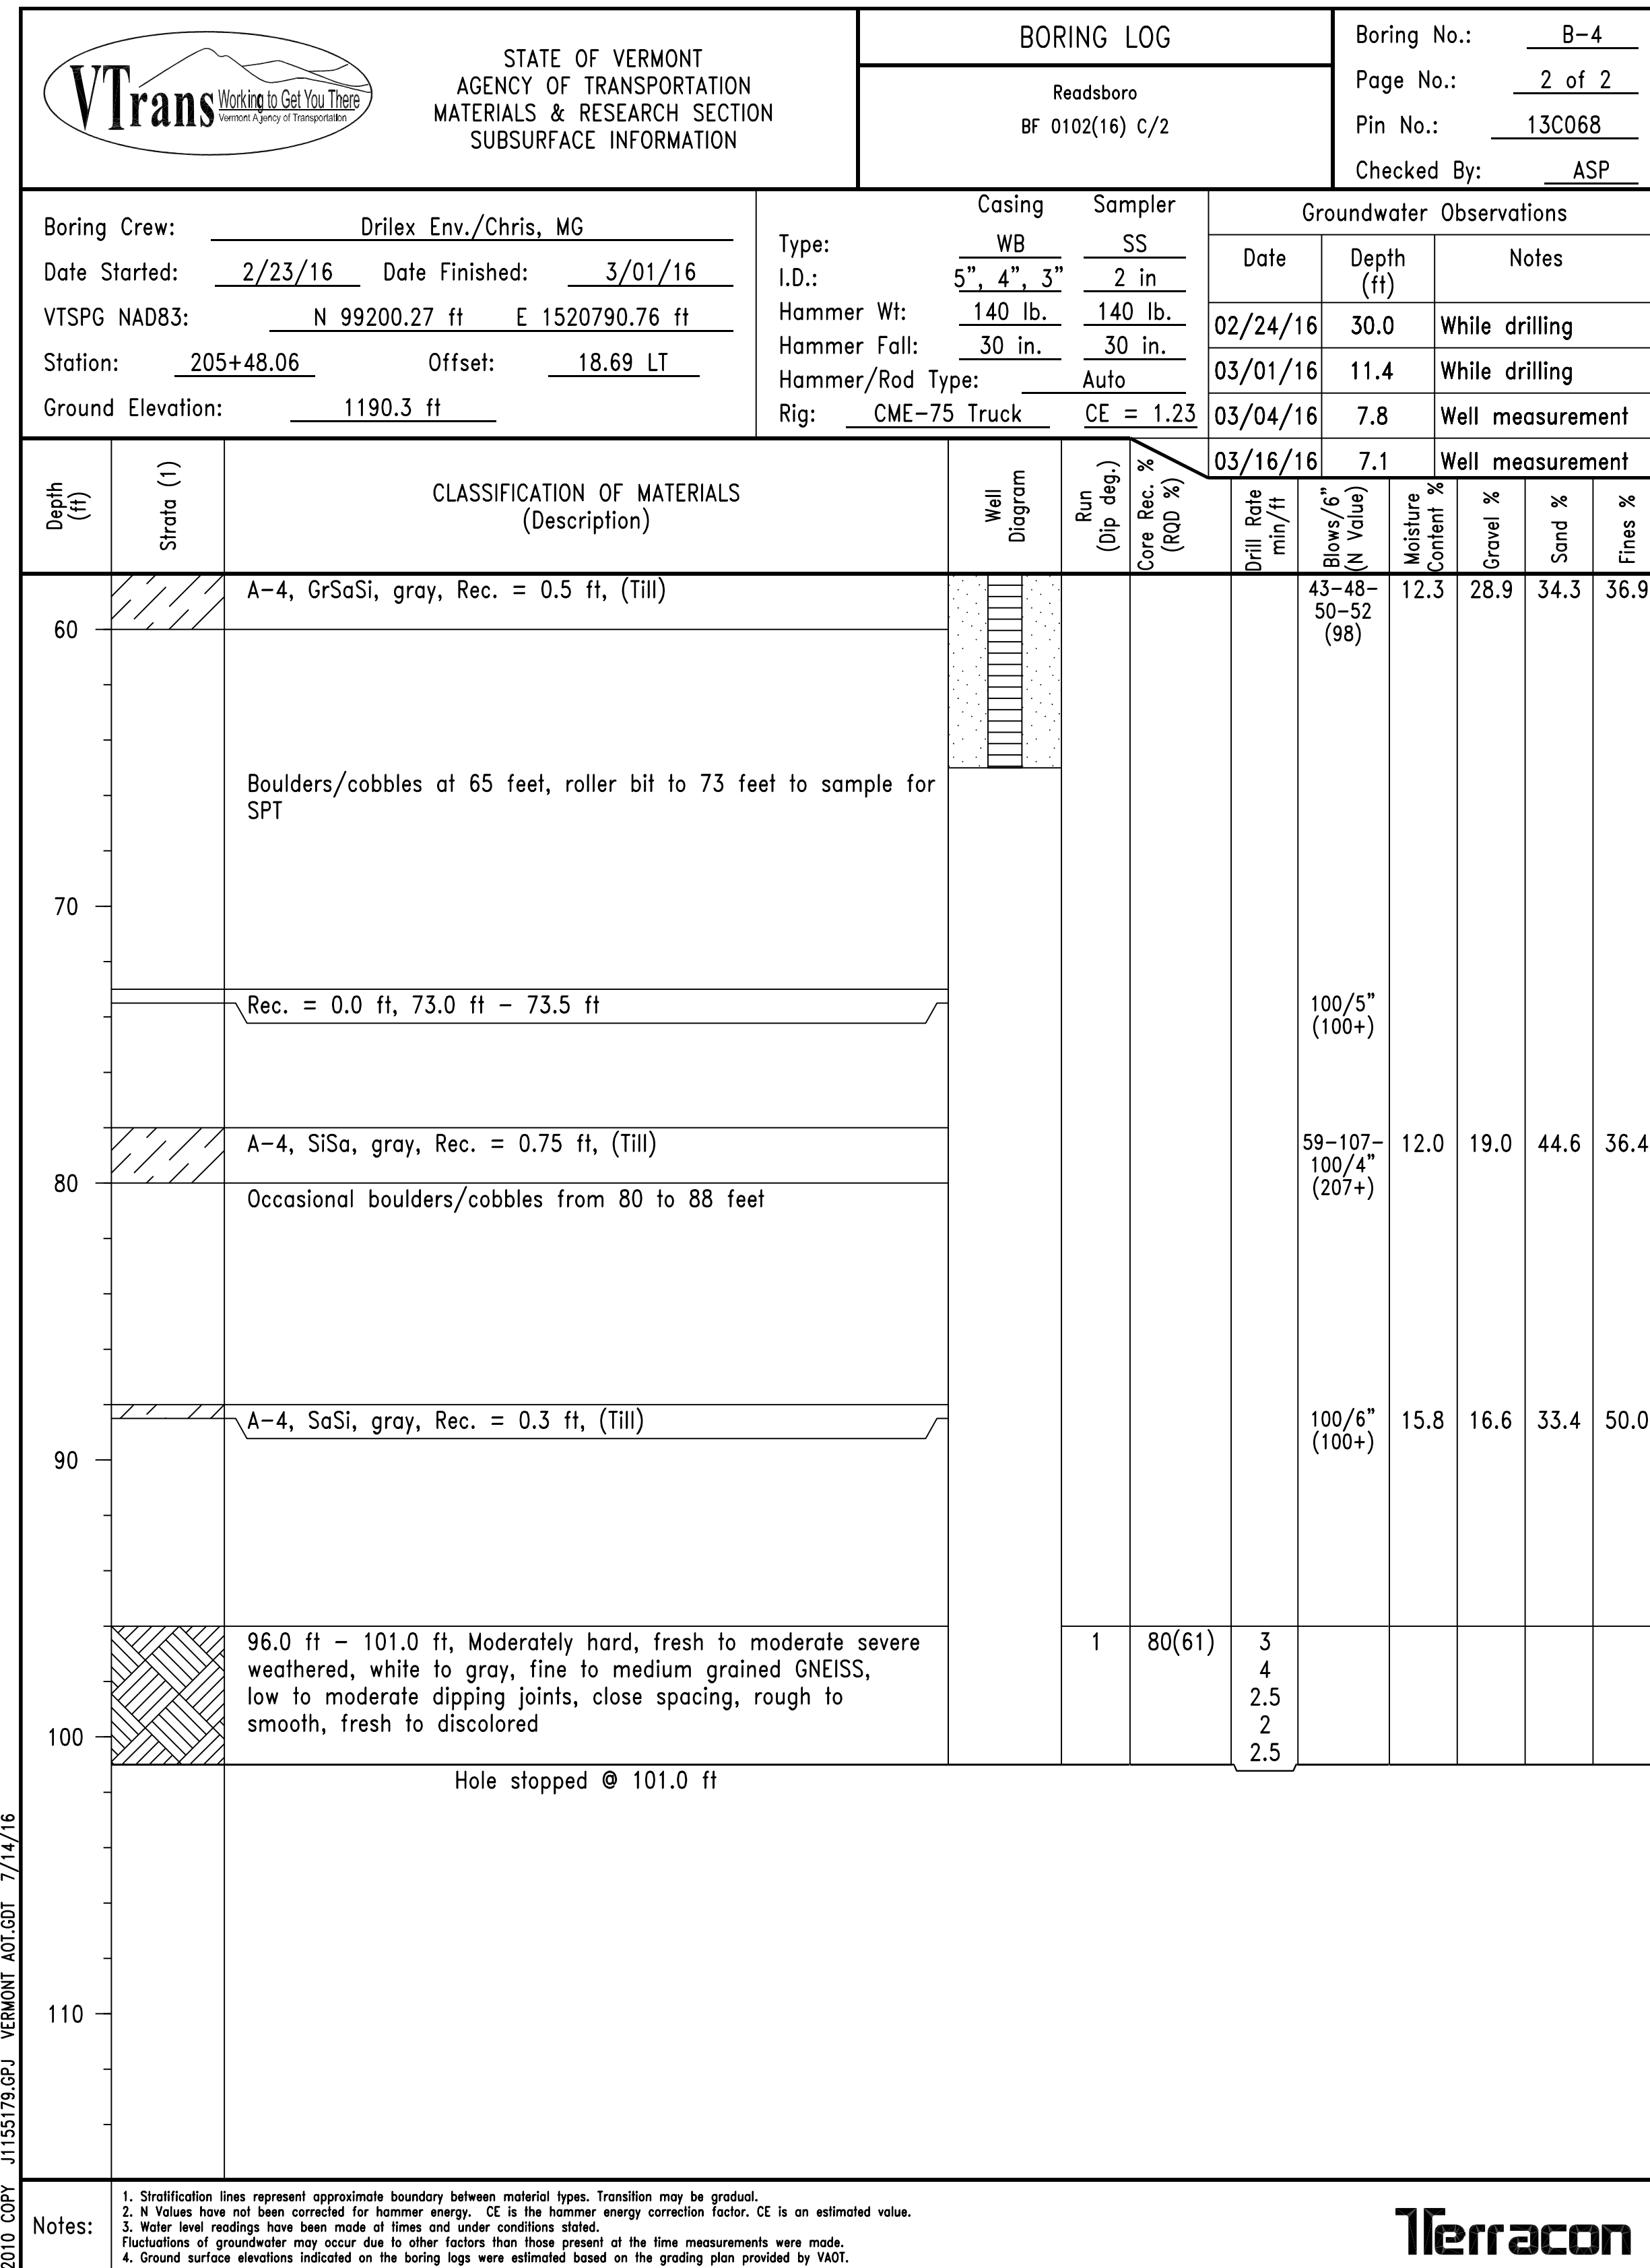 VTrans Working to Get You There
Vermont Agency of Transportation
STATE OF VERMONT
AGENCY OF TRANSPORTATION
MATERIALS & RESEARCH SECTION
SUBSURFACE INFORMATION
BORING LOG
Readsboro
BF 0102(16) C/2
Boring No.: B-4
Page No.: 2 of 2
Pin No.: 13C068
Checked By: ASP
Boring Crew: Drilex Env./Chris, MG
Date Started: 2/23/16 Date Finished: 3/01/16
VTSPG NAD83: N 99200.27 ft E 1520790.76 ft
Station: 205+48.06 Offset: 18.69 LT
Ground Elevation: 1190.3 ft
Casing Sampler
Type: WB SS
I.D.: 5", 4", 3" 2 in
Hammer Wt: 140 lb. 140 lb.
Hammer Fall: 30 in. 30 in.
Hammer/Rod Type: Auto
Rig: CME-75 Truck CE = 1.23
Groundwater Observations
Date Depth (ft) Notes
02/24/16 30.0 While drilling
03/01/16 11.4 While drilling
03/04/16 7.8 Well measurement
03/16/16 7.1 Well measurement
Depth
(ft)
Strata (1)
CLASSIFICATION OF MATERIALS
(Description)
Well
Diagram
Run
(Dip deg.)
Core Rec. %
(RQD %)
Drill Rate
min/ft
Blows/6"
(N Value)
Moisture
Content %
Gravel %
Sand %
Fines %
A-4, GrSaSi, gray, Rec. = 0.5 ft, (Till) 43-48- 12.3 28.9 34.3 36.9
50-52
(98)
60
Boulders/cobbles at 65 feet, roller bit to 73 feet to sample for
SPT
70
Rec. = 0.0 ft, 73.0 ft - 73.5 ft 100/5"
(100+)
A-4, SiSa, gray, Rec. = 0.75 ft, (Till) 59-107- 12.0 19.0 44.6 36.4
100/4"
(207+)
80
Occasional boulders/cobbles from 80 to 88 feet
A-4, SaSi, gray, Rec. = 0.3 ft, (Till) 100/6" 15.8 16.6 33.4 50.0
(100+)
90
96.0 ft - 101.0 ft, Moderately hard, fresh to moderate severe 1 80(61) 3
weathered, white to gray, fine to medium grained GNEISS, 4
low to moderate dipping joints, close spacing, rough to 2.5
smooth, fresh to discolored 2
100
2.5
Hole stopped @ 101.0 ft
110
2010 COPY J1155179.GPJ VERMONT AOT.GDT 7/14/16
Notes:
1. Stratification lines represent approximate boundary between material types. Transition may be gradual.
2. N Values have not been corrected for hammer energy. CE is the hammer energy correction factor. CE is an estimated value.
3. Water level readings have been made at times and under conditions stated.
Fluctuations of groundwater may occur due to other factors than those present at the time measurements were made.
4. Ground surface elevations indicated on the boring logs were estimated based on the grading plan provided by VAOT.
Terracon